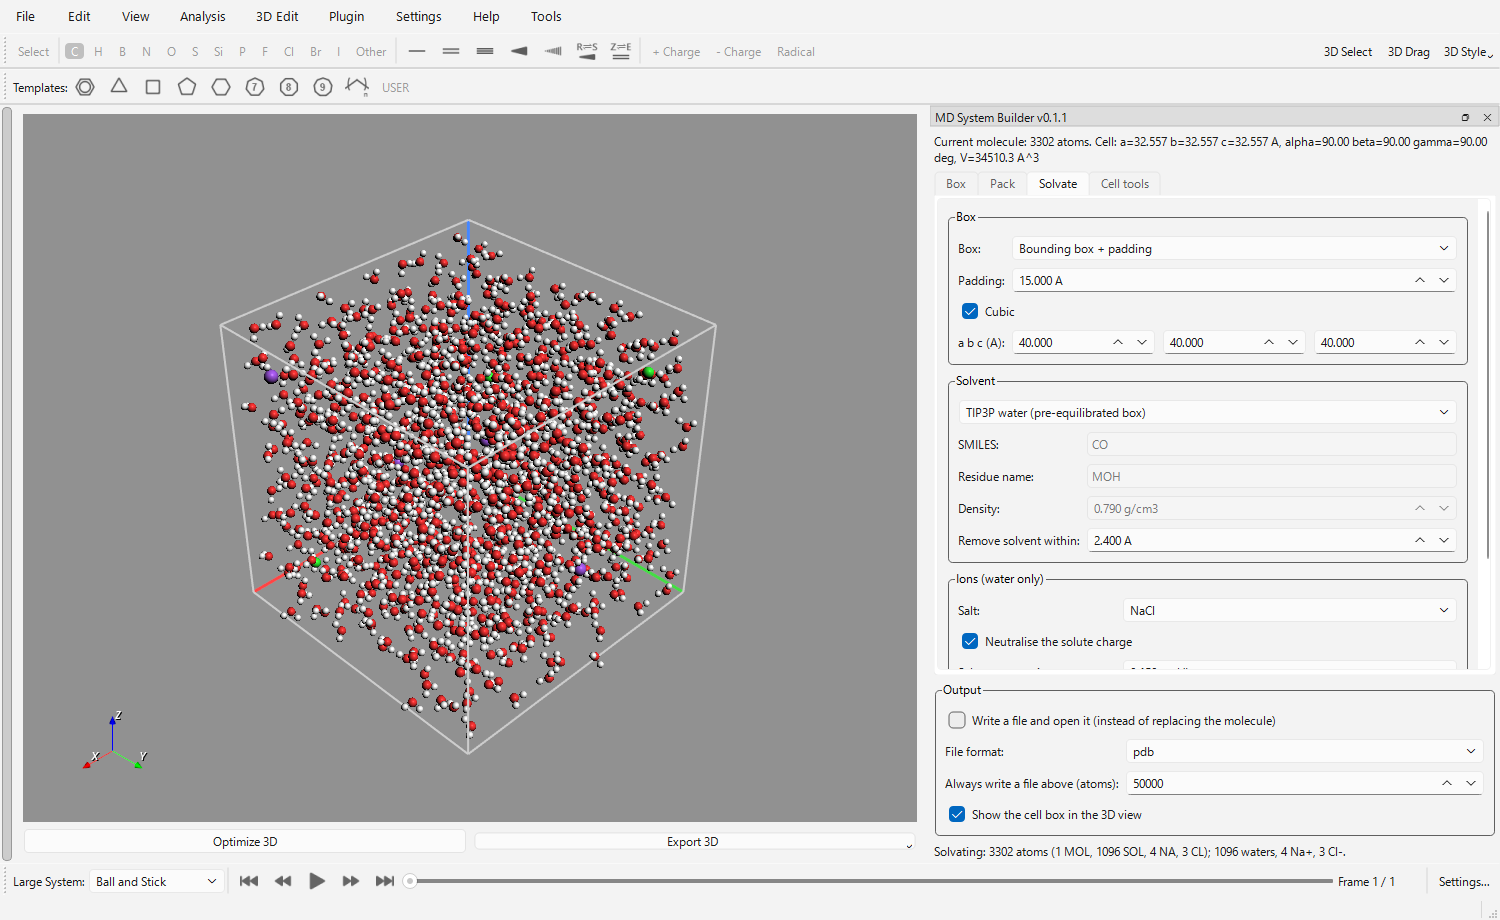 File Edit View Analysis 3D Edit Plugin Settings Help Tools
Select C H B N O S Si P F Cl Br I Other R⇌S Z⇌E + Charge - Charge Radical 3D Select 3D Drag 3D Style
Templates: 7 8 9 n USER
MD System Builder v0.1.1
Current molecule: 3302 atoms. Cell: a=32.557 b=32.557 c=32.557 A, alpha=90.00 beta=90.00 gamma=90.00
deg, V=34510.3 A^3
Box Pack Solvate Cell tools
Box
Box: Bounding box + padding
Padding: 15.000 A
Cubic
a b c (A): 40.000 40.000 40.000
Solvent
TIP3P water (pre-equilibrated box)
SMILES: CO
Residue name: MOH
Density: 0.790 g/cm3
Remove solvent within: 2.400 A
Ions (water only)
Salt: NaCl
Neutralise the solute charge
Output
Write a file and open it (instead of replacing the molecule)
File format: pdb
Always write a file above (atoms): 50000
Show the cell box in the 3D view
Z
X Y
Optimize 3D Export 3D
Solvating: 3302 atoms (1 MOL, 1096 SOL, 4 NA, 3 CL); 1096 waters, 4 Na+, 3 Cl-.
Large System: Ball and Stick Frame 1 / 1 Settings...